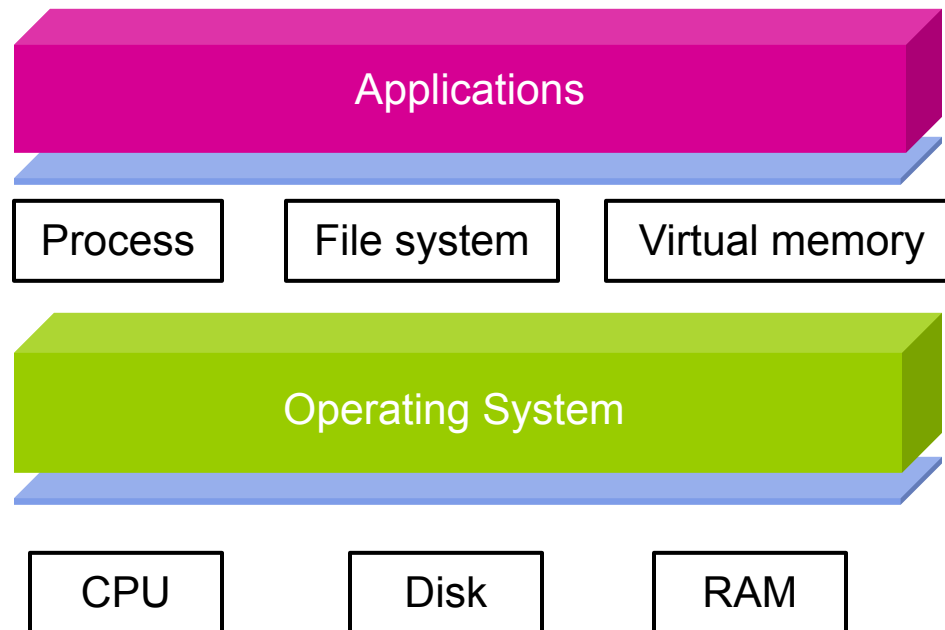 Applications
Process
File system
Virtual memory
Operating System
CPU
Disk
RAM